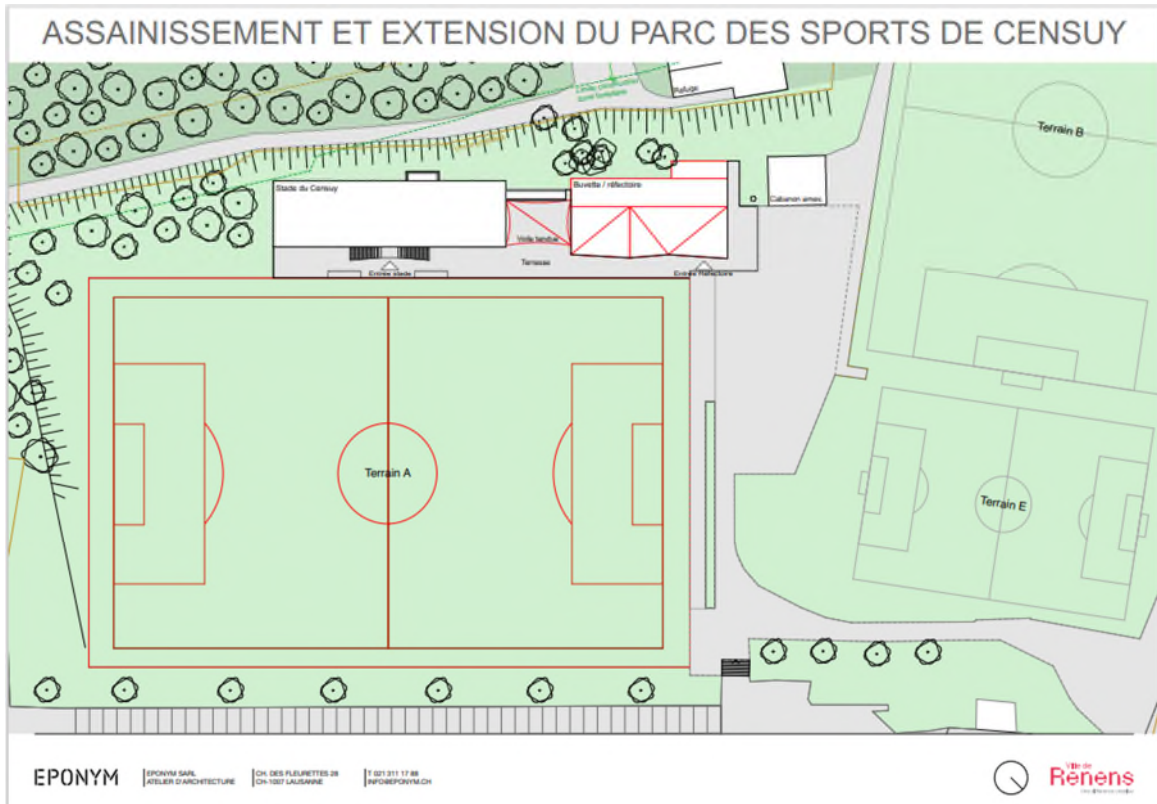 ASSAINISSEMENT ET EXTENSION DU PARC DES SPORTS DE CENSUY
Refuge
Terrain B
Stade du Censuy
Buvette / réfectoire
Cabanon amex.
Voile tendue
Terrasse
Entrée stade
Entrée Réfectoire
Terrain A
Terrain E
EPONYM
EPONYM SARL
ATELIER D'ARCHITECTURE
CH. DES FLEURETTES 28
CH-1007 LAUSANNE
T 021 311 17 88
INFO@EPONYM.CH
Ville de
Renens